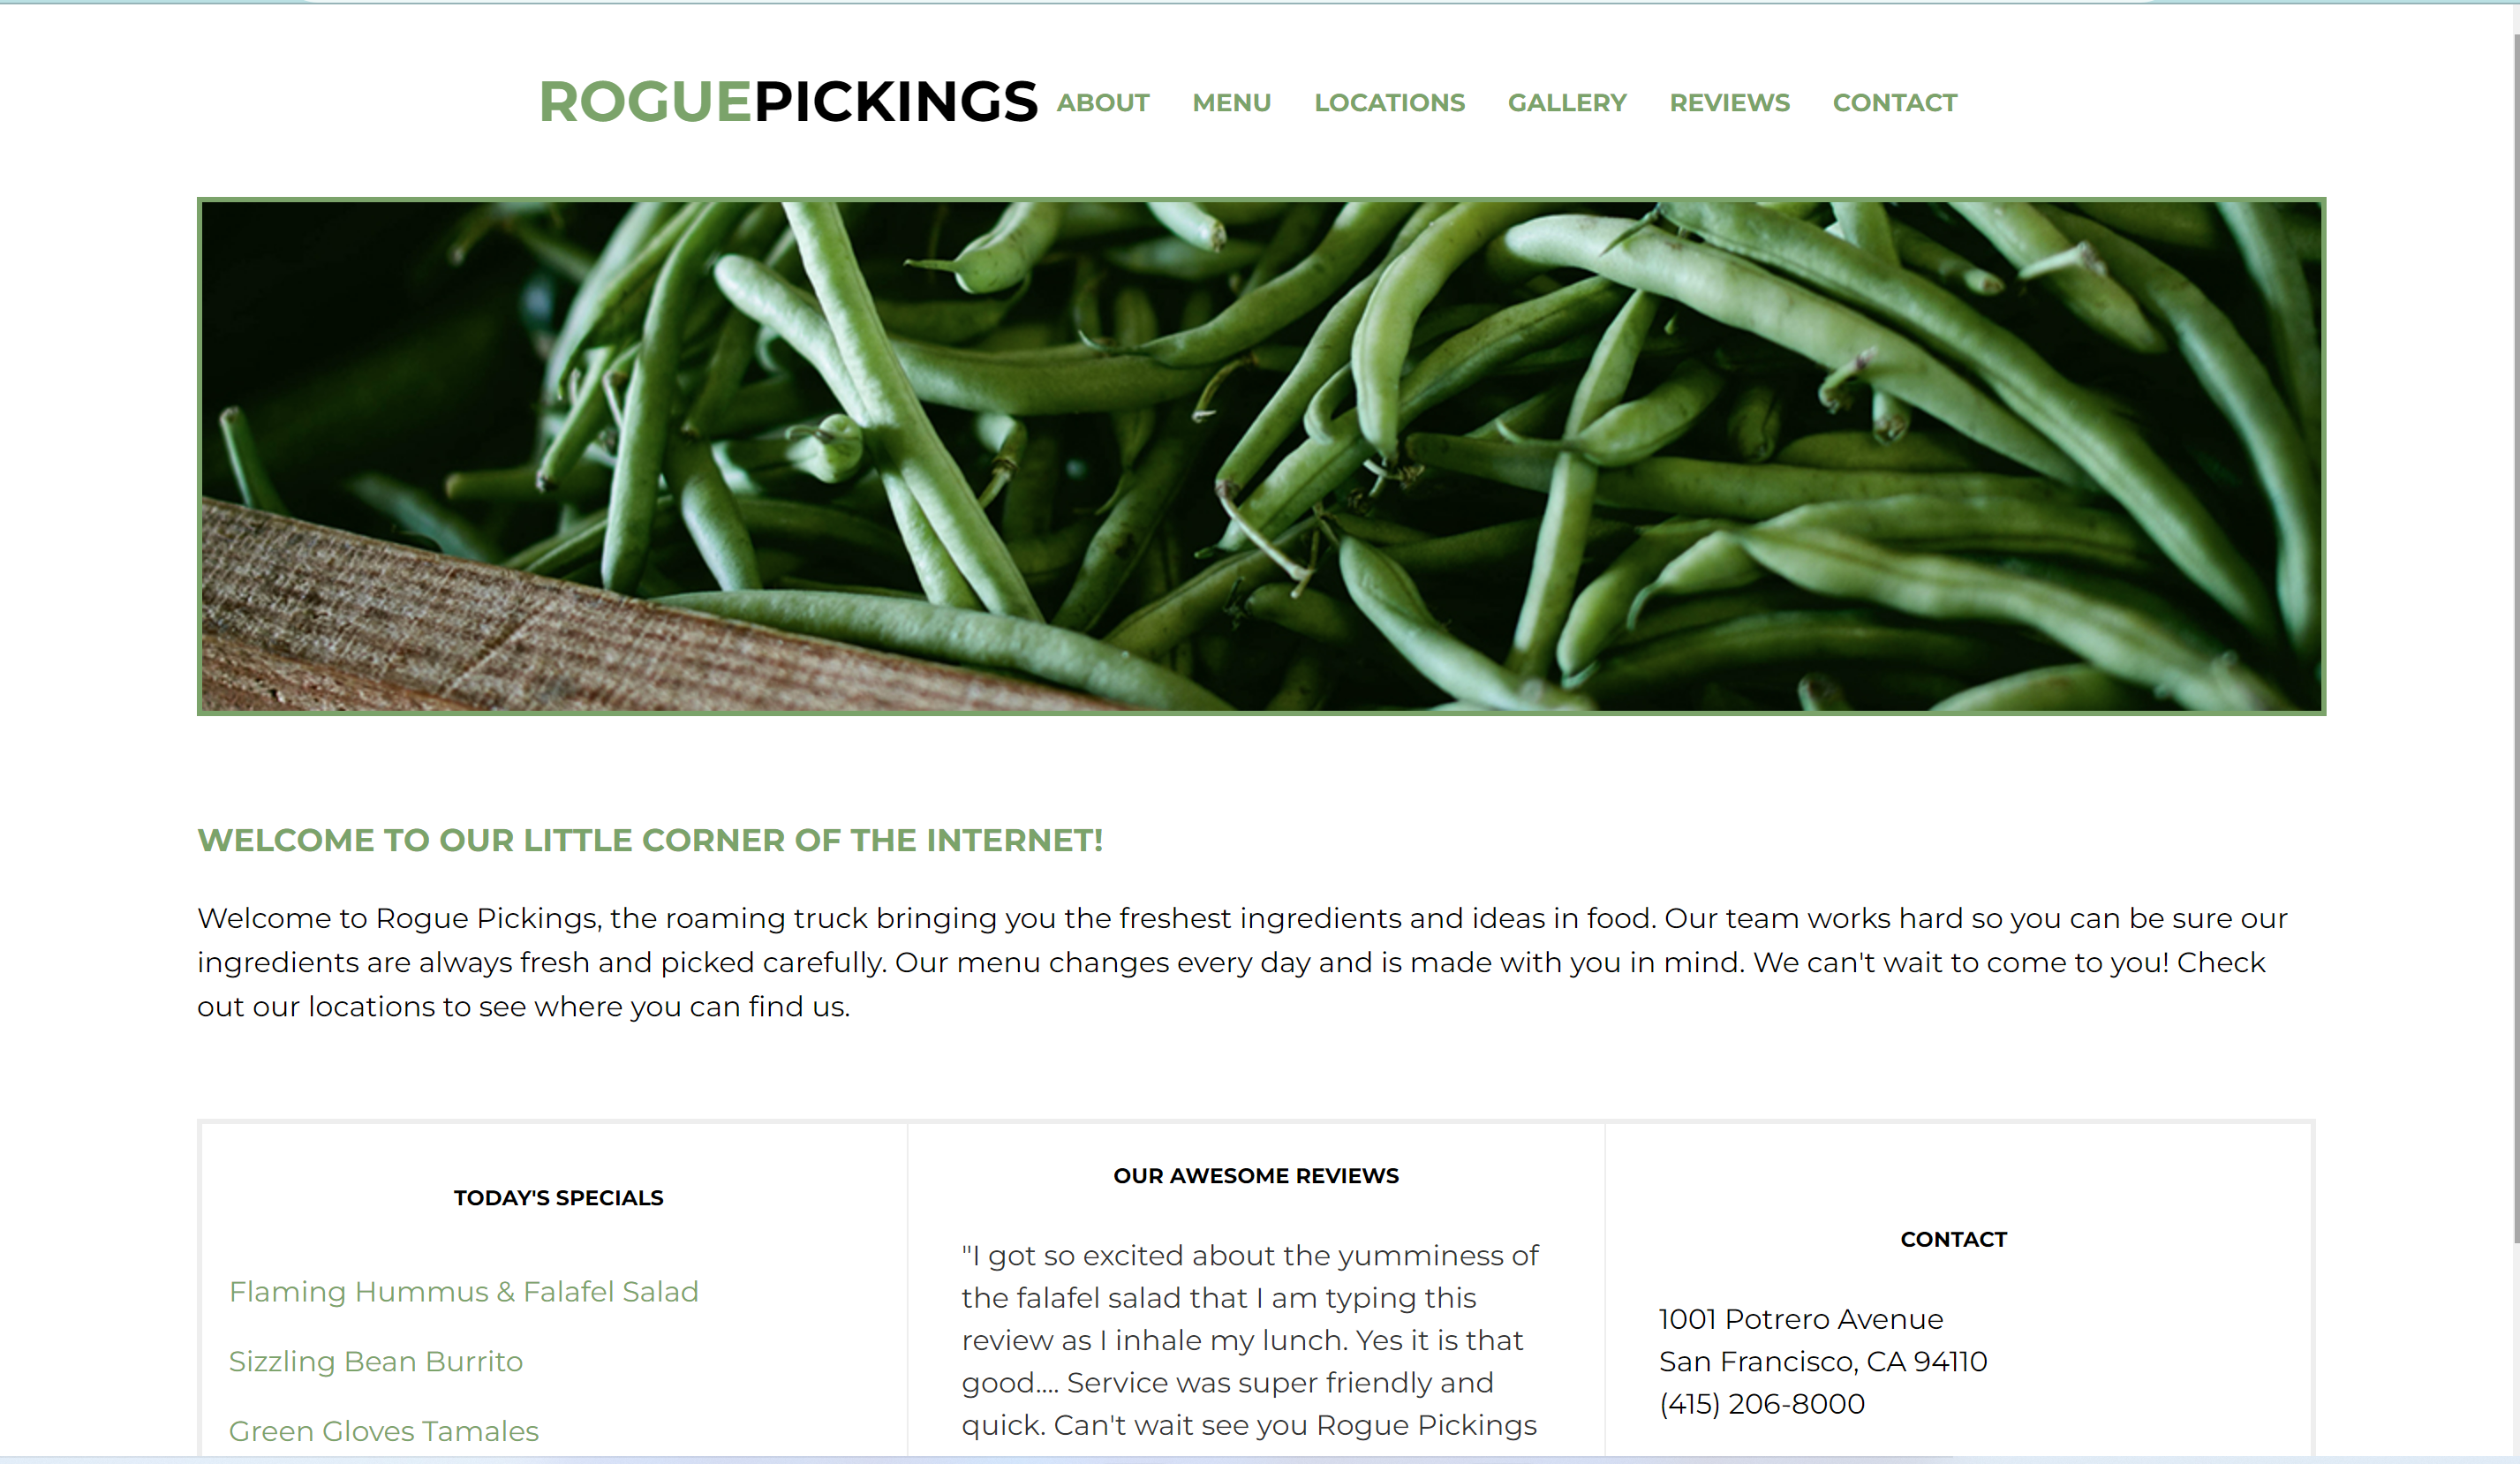 ROGUEPICKINGS ABOUT MENU LOCATIONS GALLERY REVIEWS CONTACT
WELCOME TO OUR LITTLE CORNER OF THE INTERNET!
Welcome to Rogue Pickings, the roaming truck bringing you the freshest ingredients and ideas in food. Our team works hard so you can be sure our
ingredients are always fresh and picked carefully. Our menu changes every day and is made with you in mind. We can't wait to come to you! Check
out our locations to see where you can find us.
TODAY'S SPECIALS
Flaming Hummus & Falafel Salad
Sizzling Bean Burrito
Green Gloves Tamales
OUR AWESOME REVIEWS
"I got so excited about the yumminess of
the falafel salad that I am typing this
review as I inhale my lunch. Yes it is that
good.... Service was super friendly and
quick. Can't wait see you Rogue Pickings
CONTACT
1001 Potrero Avenue
San Francisco, CA 94110
(415) 206-8000